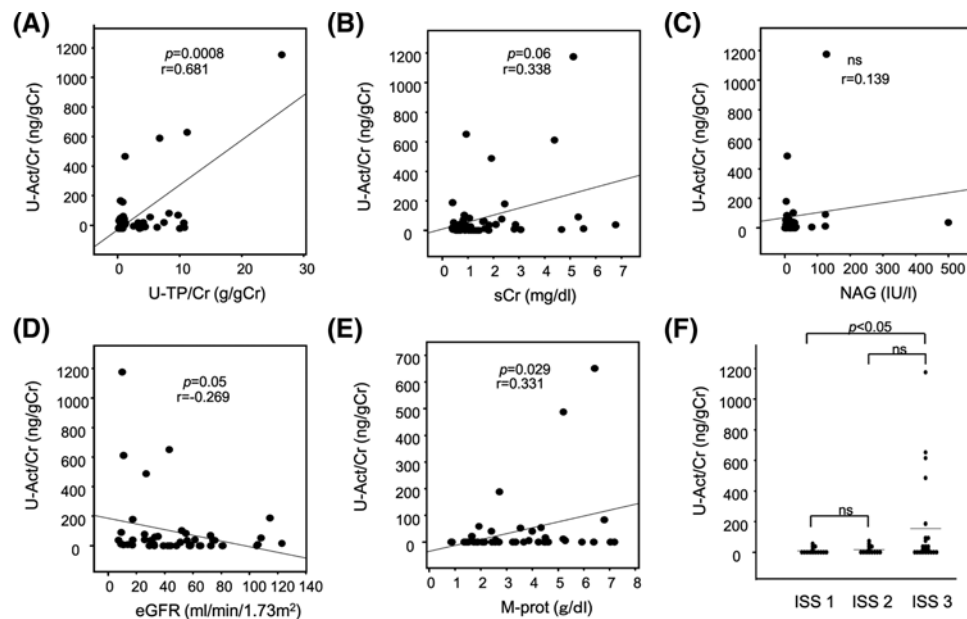 (A)
p=0.0008
r=0.681
U-Act/Cr (ng/gCr)
1200
1000
800
600
400
200
0
0 10 20 30
U-TP/Cr (g/gCr)
(B)
p=0.06
r=0.338
U-Act/Cr (ng/gCr)
1200
1000
800
600
400
200
0
0 1 2 3 4 5 6 7
sCr (mg/dl)
(C)
ns
r=0.139
U-Act/Cr (ng/gCr)
1200
1000
800
600
400
200
0
0 100 200 300 400 500
NAG (IU/l)
(D)
p=0.05
r=-0.269
U-Act/Cr (ng/gCr)
1200
1000
800
600
400
200
0
0 20 40 60 80 100 120 140
eGFR (ml/min/1.73m²)
(E)
p=0.029
r=0.331
U-Act/Cr (ng/gCr)
700
600
500
400
300
200
100
0
0 1 2 3 4 5 6 7 8
M-prot (g/dl)
(F)
p<0.05
ns
ns
U-Act/Cr (ng/gCr)
1200
1000
800
600
400
200
0
ISS 1 ISS 2 ISS 3